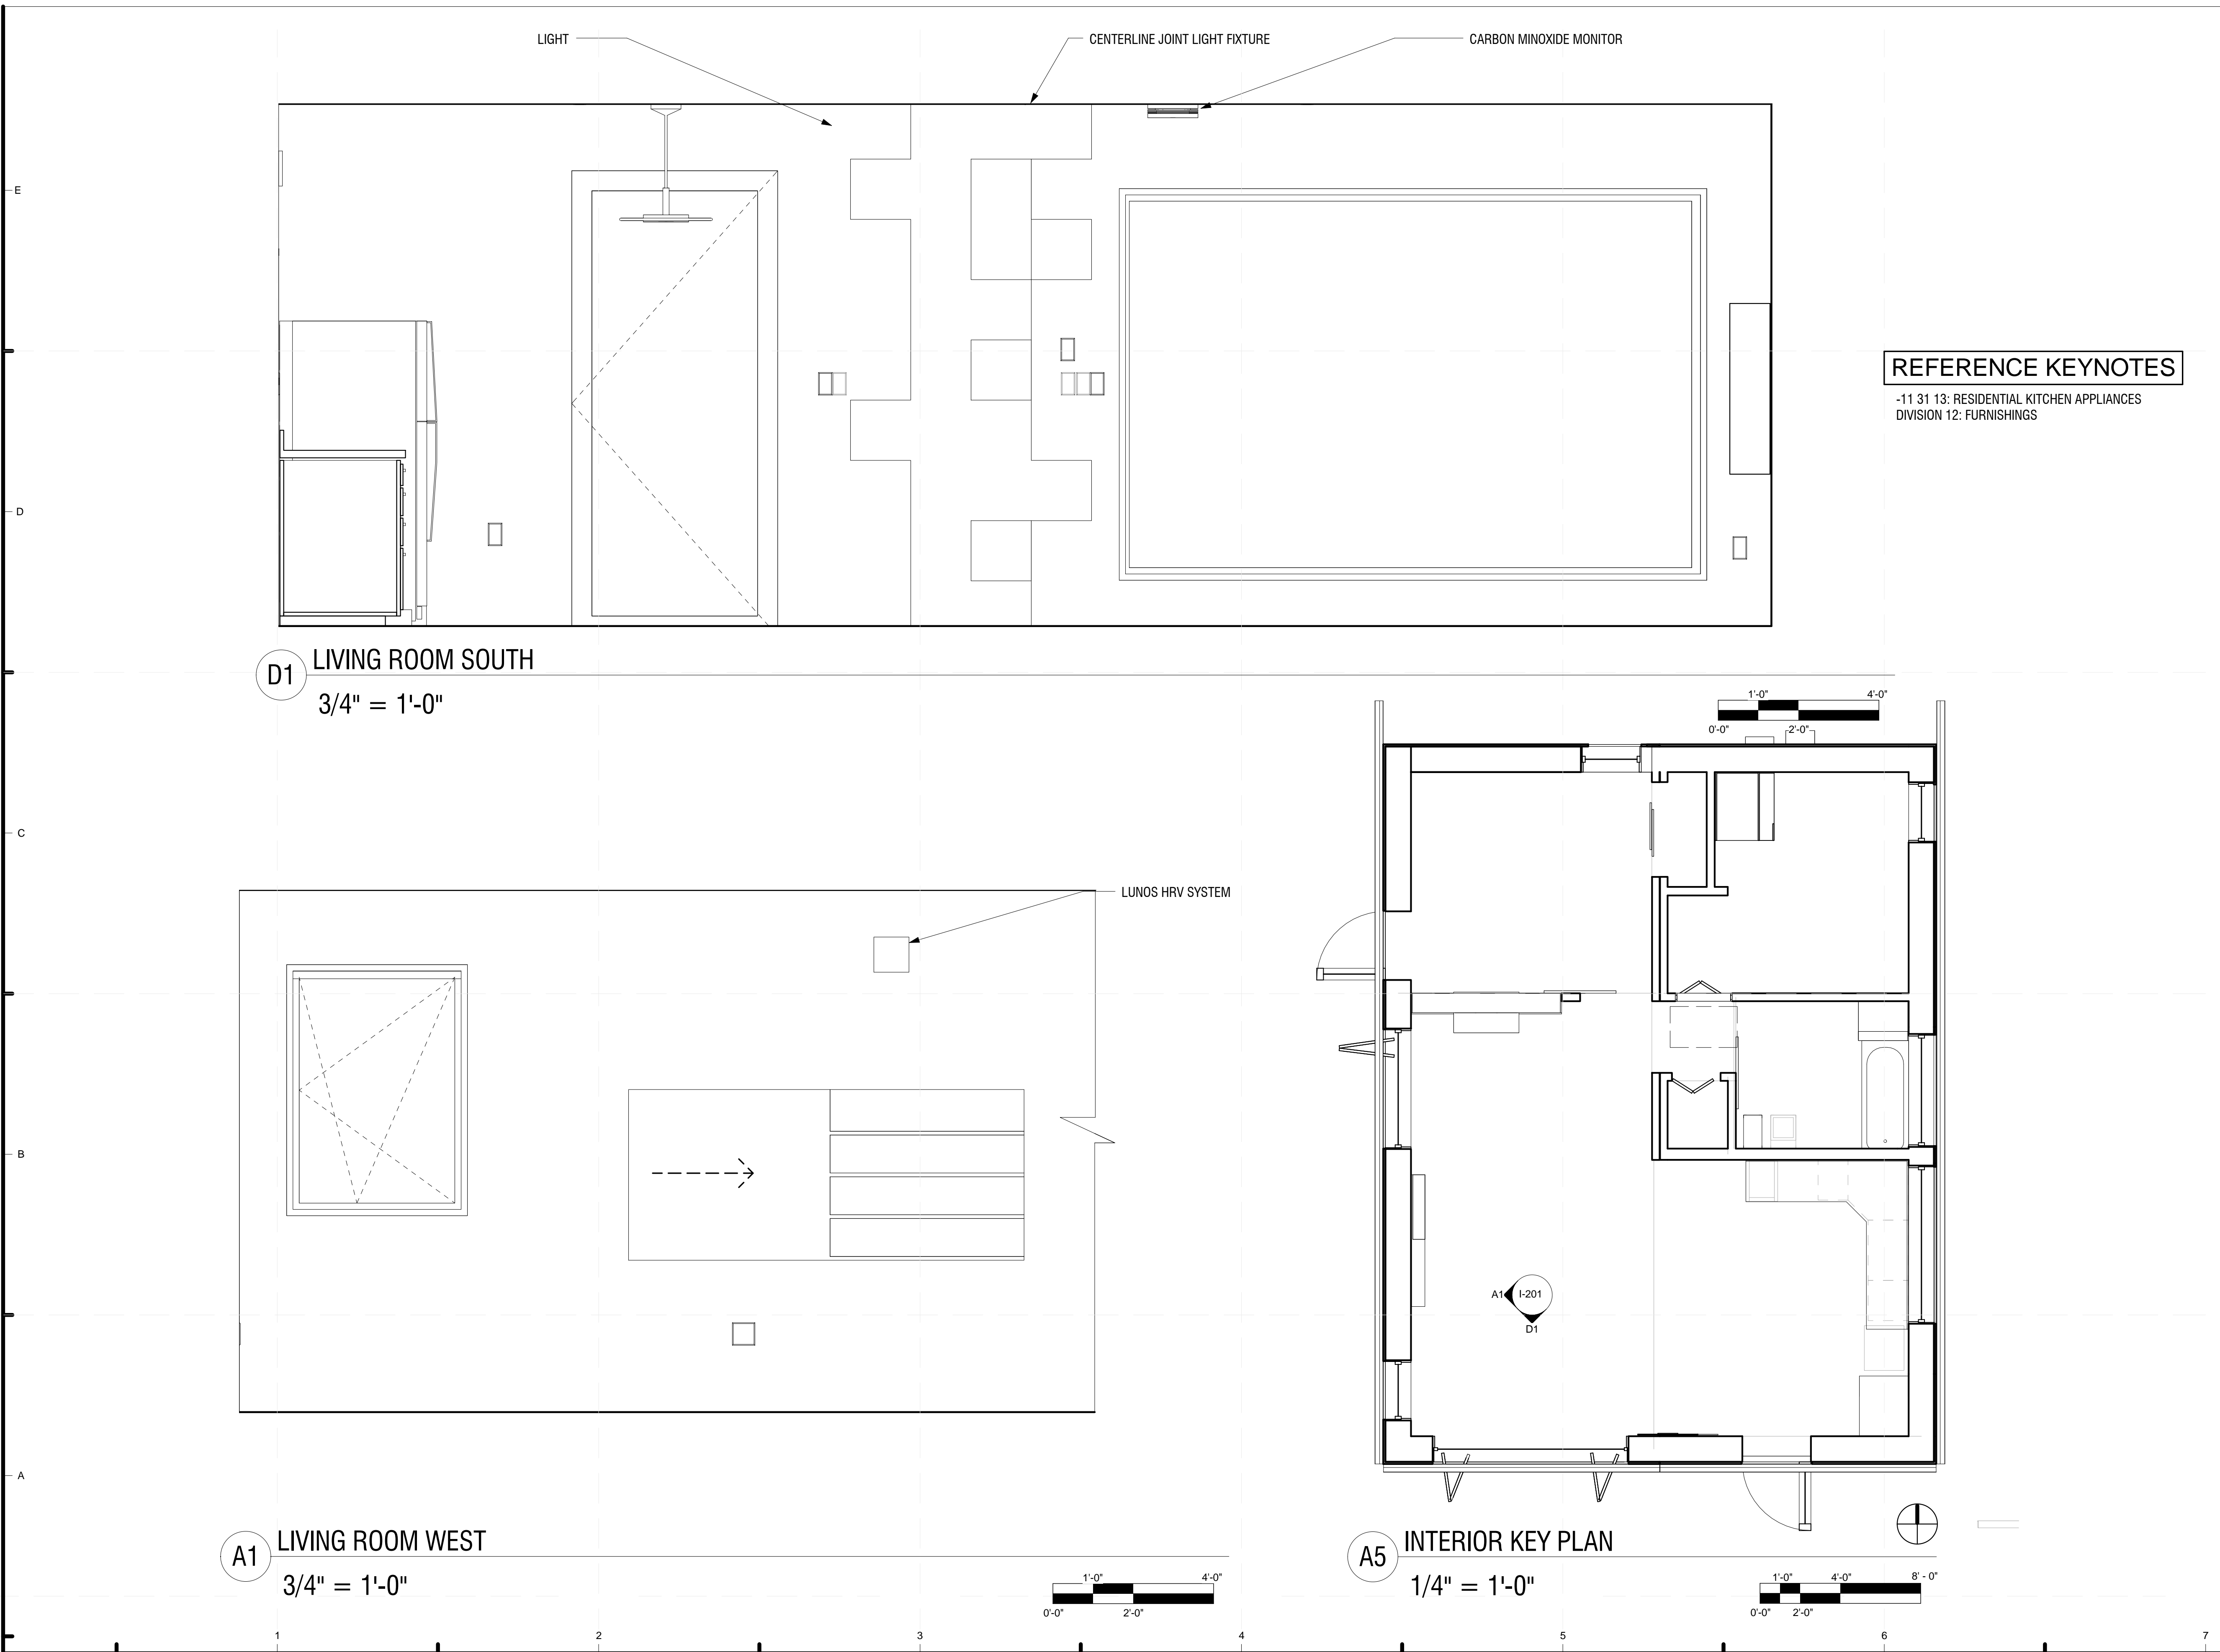 LIGHT
CENTERLINE JOINT LIGHT FIXTURE
CARBON MINOXIDE MONITOR
E
REFERENCE KEYNOTES
-11 31 13: RESIDENTIAL KITCHEN APPLIANCES
DIVISION 12: FURNISHINGS
D
D1
LIVING ROOM SOUTH
3/4" = 1'-0"
1'-0"
4'-0"
0'-0"
2'-0"
C
LUNOS HRV SYSTEM
B
A1
I-201
D1
A
A1
LIVING ROOM WEST
3/4" = 1'-0"
1'-0"
4'-0"
0'-0"
2'-0"
A5
INTERIOR KEY PLAN
1/4" = 1'-0"
1'-0"
4'-0"
8' - 0"
0'-0"
2'-0"
1
2
3
4
5
6
7